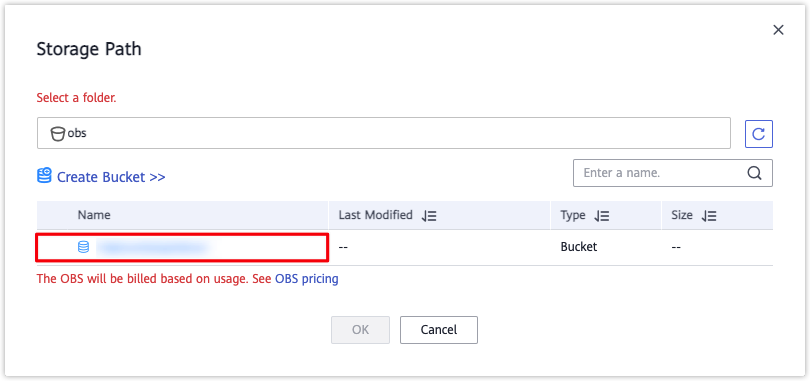 Storage Path
Select a folder.
obs
Create Bucket >>
Enter a name.
Name Last Modified Type Size
-- Bucket --
The OBS will be billed based on usage. See OBS pricing
OK Cancel